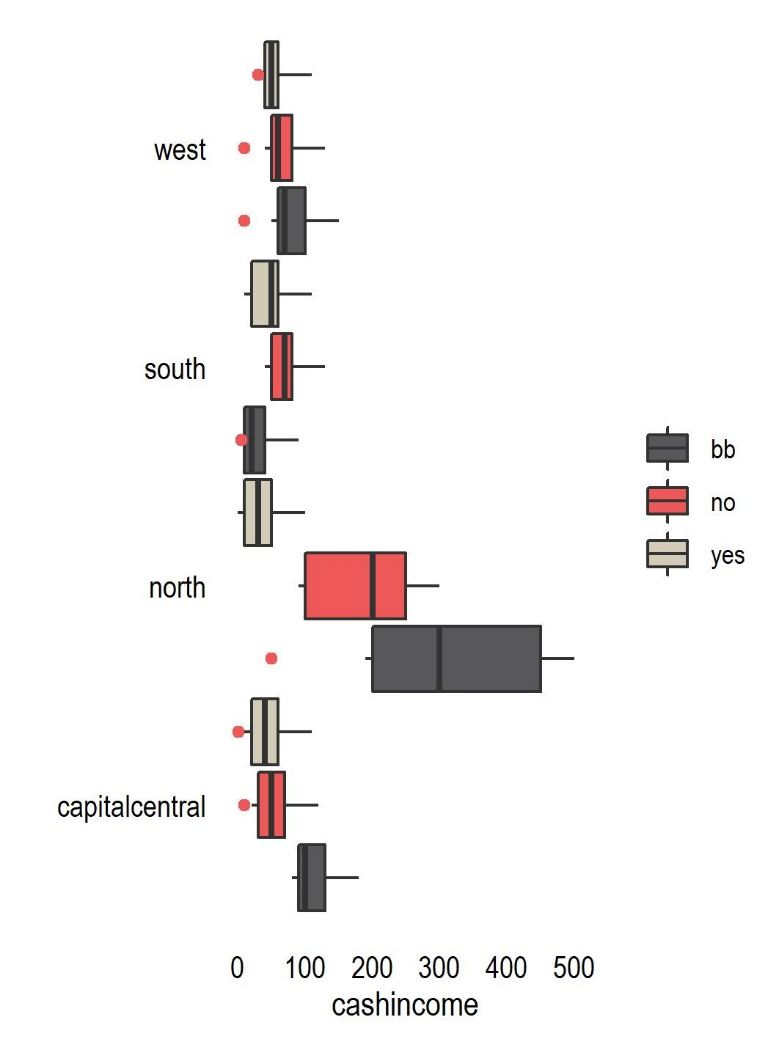 west
south
north
capitalcentral
bb
no
yes
0 100 200 300 400 500
cashincome